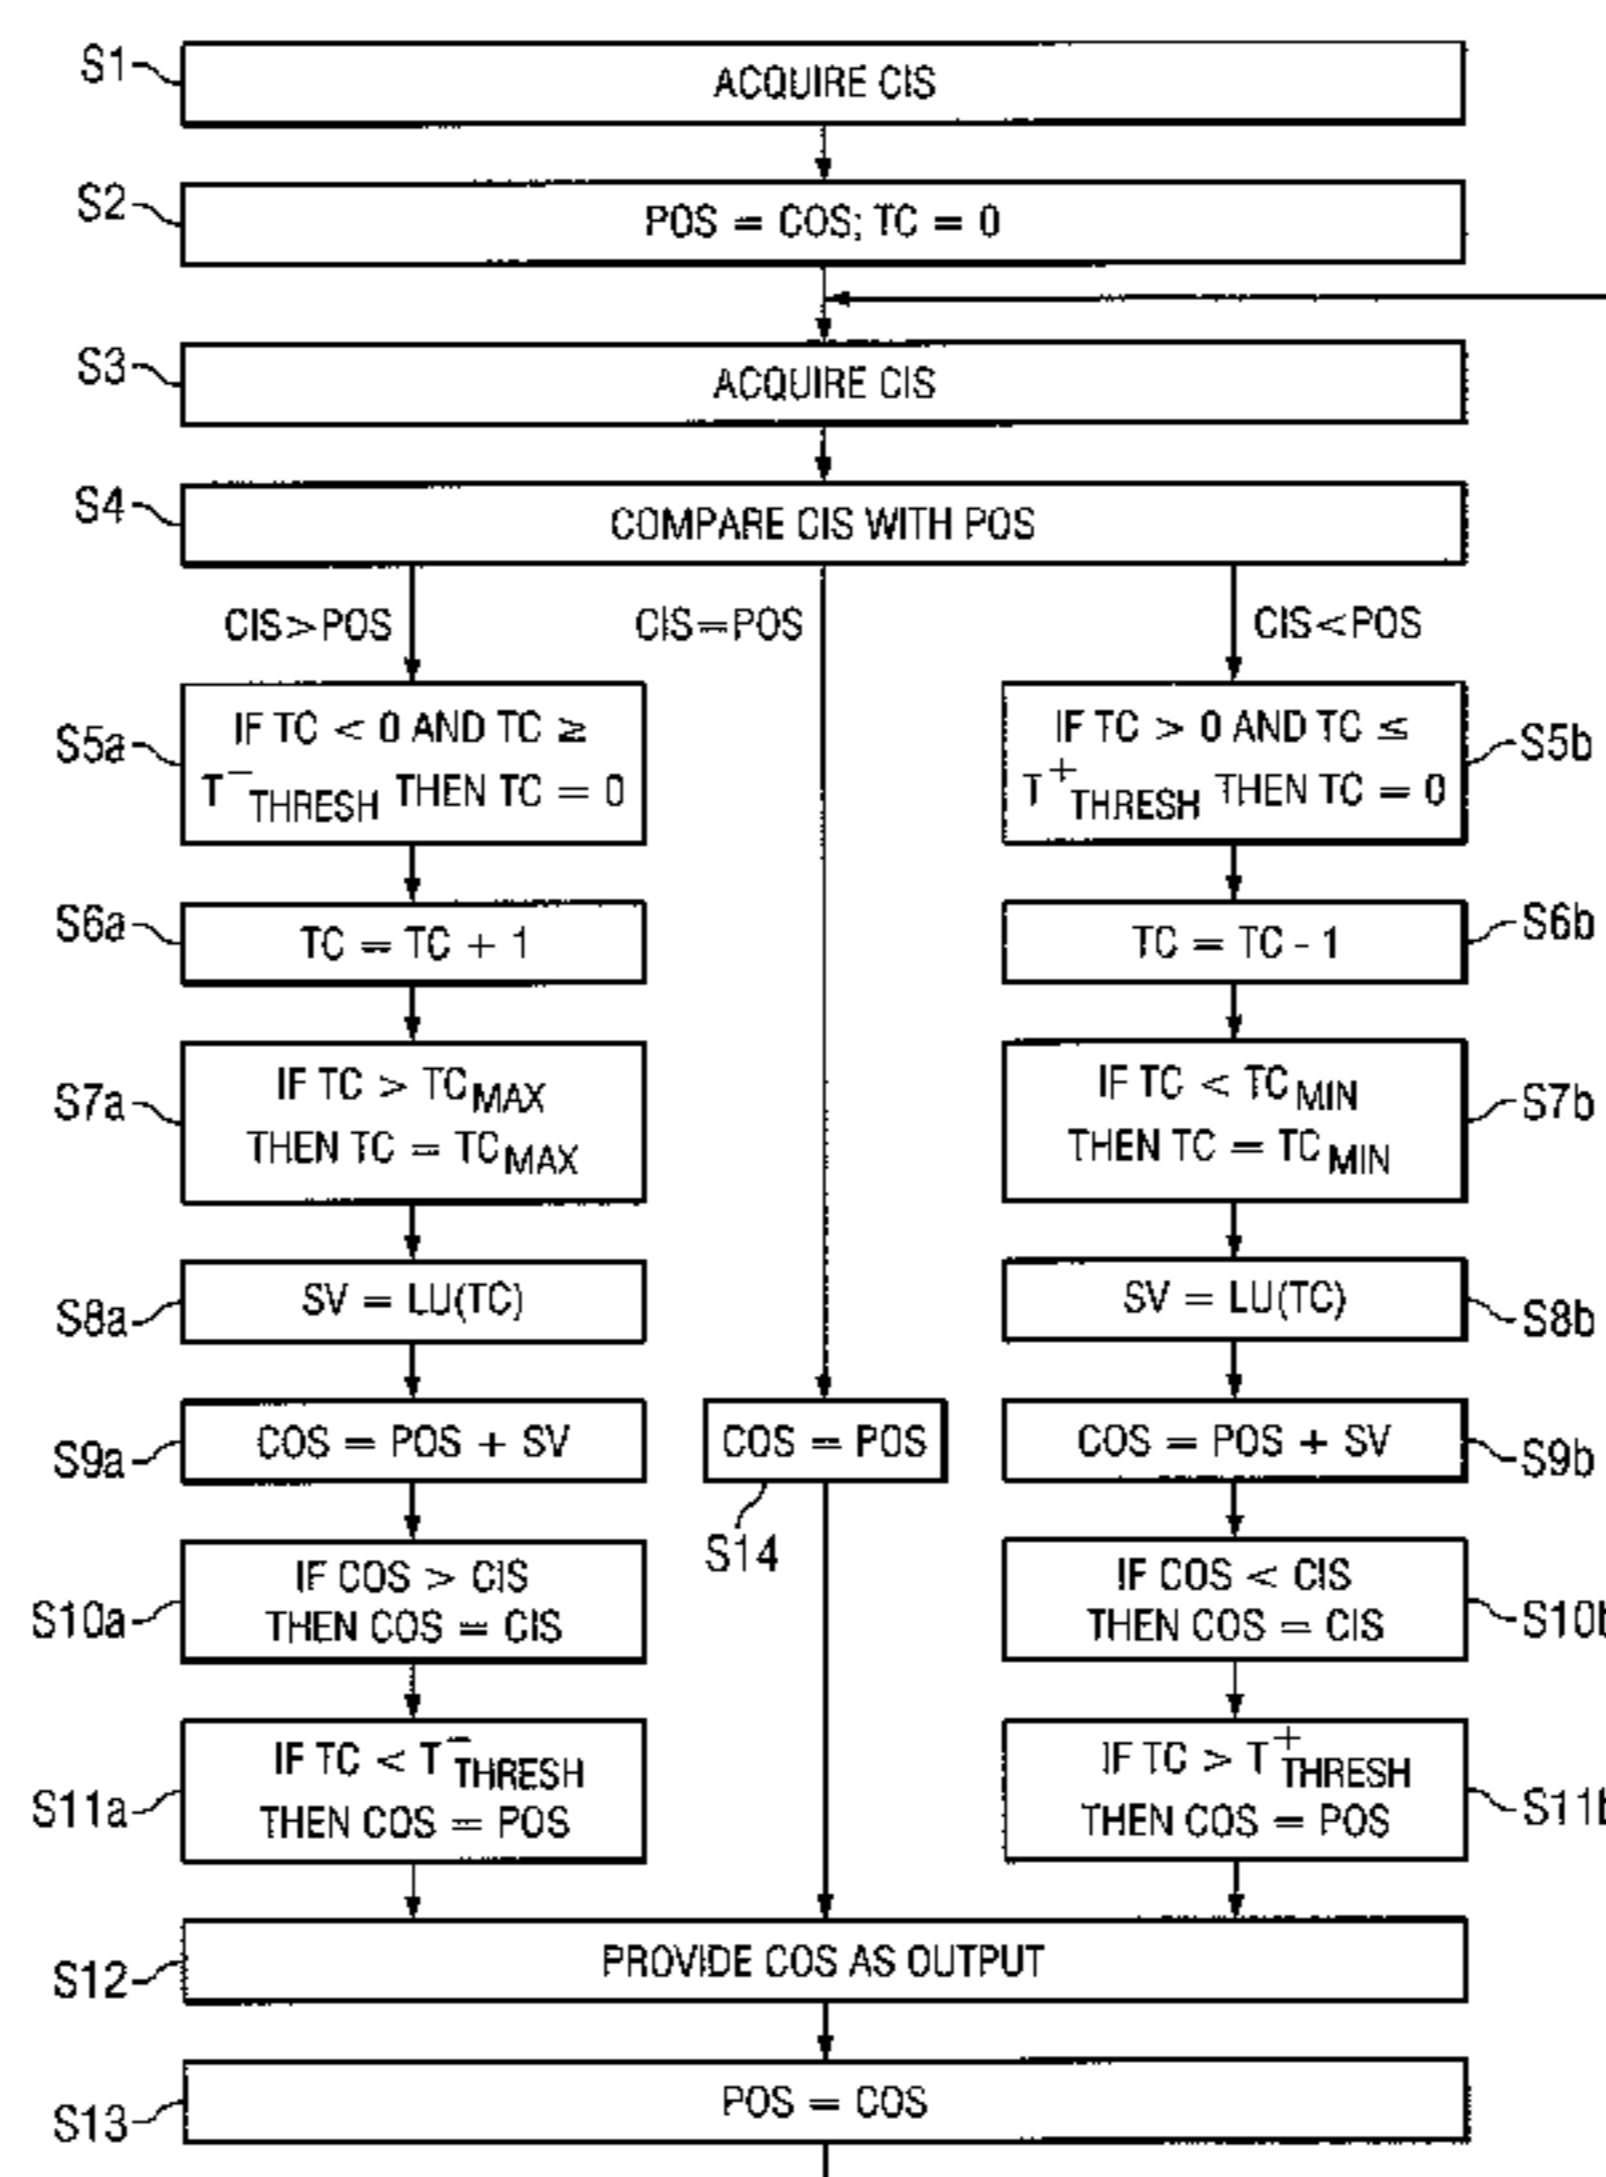 S1
ACQUIRE CIS
S2
POS = COS; TC = 0
S3
ACQUIRE CIS
S4
COMPARE CIS WITH POS
CIS>POS
CIS=POS
CIS<POS
S5a
IF TC < 0 AND TC ≥
T⁻THRESH THEN TC = 0
IF TC > 0 AND TC ≤
T⁺THRESH THEN TC = 0
S5b
S6a
TC = TC + 1
TC = TC - 1
S6b
S7a
IF TC > TCMAX
THEN TC = TCMAX
IF TC < TCMIN
THEN TC = TCMIN
S7b
S8a
SV = LU(TC)
SV = LU(TC)
S8b
S9a
COS = POS + SV
COS = POS
S14
COS = POS + SV
S9b
S10a
IF COS > CIS
THEN COS = CIS
IF COS < CIS
THEN COS = CIS
S10b
S11a
IF TC < T⁻THRESH
THEN COS = POS
IF TC > T⁺THRESH
THEN COS = POS
S11b
S12
PROVIDE COS AS OUTPUT
S13
POS = COS